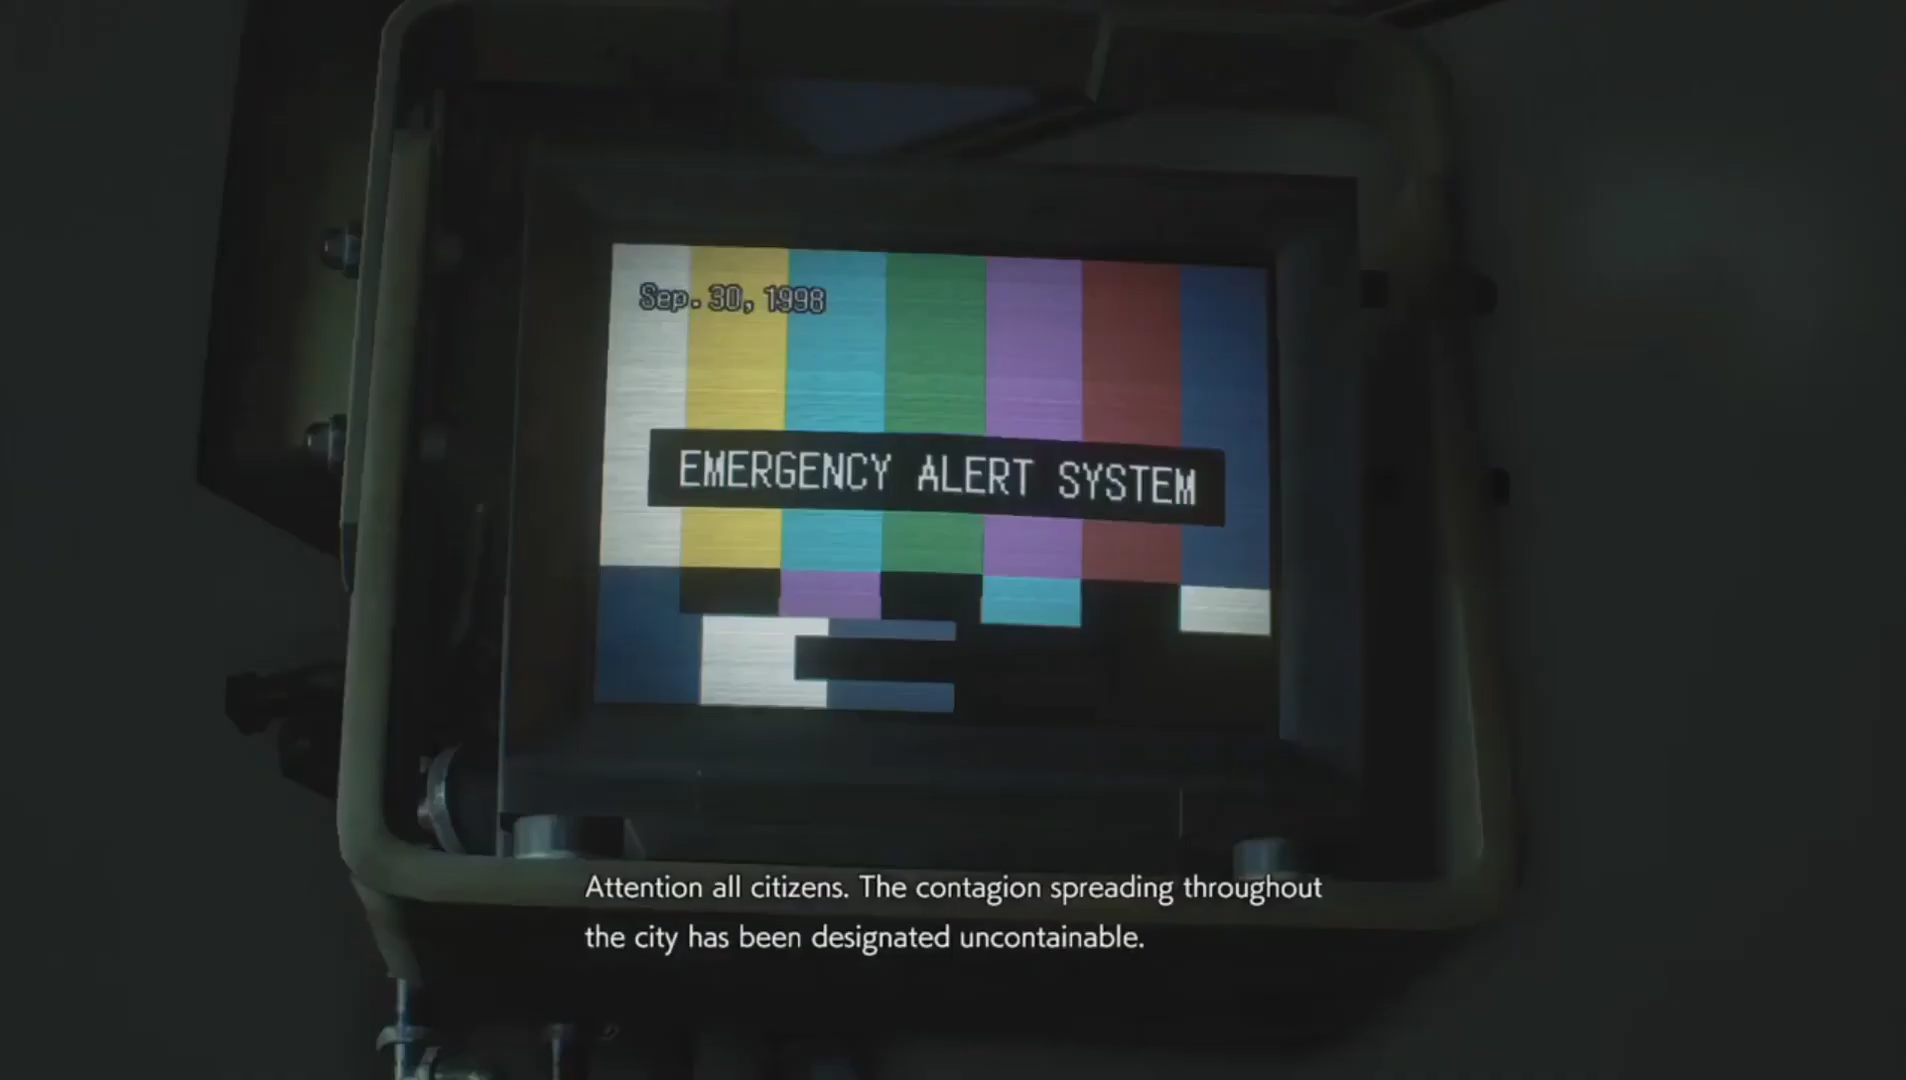 Sep. 30, 1998
EMERGENCY ALERT SYSTEM
Attention all citizens. The contagion spreading throughout
the city has been designated uncontainable.